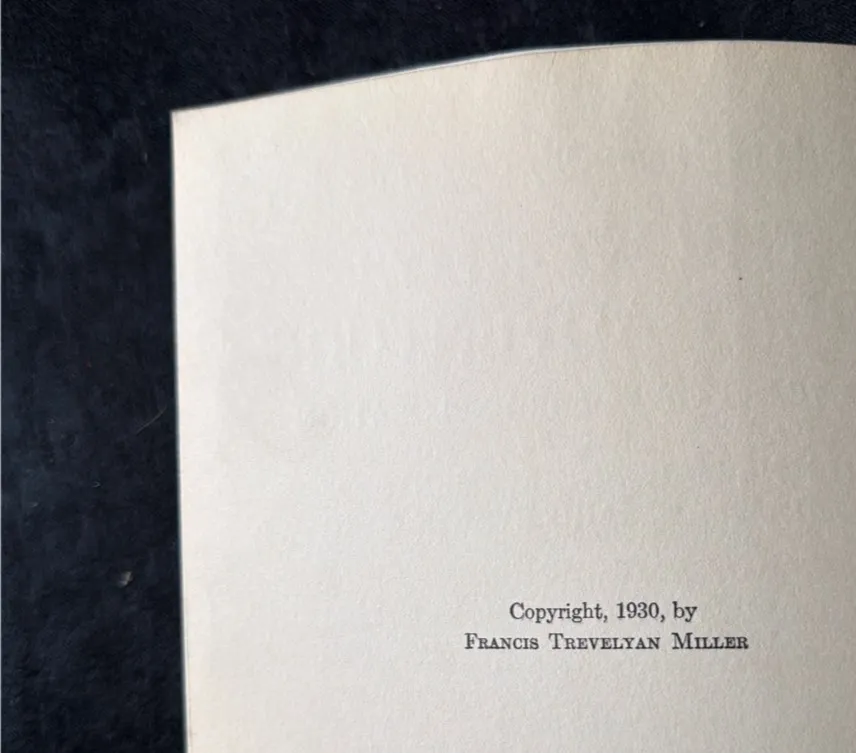 Copyright, 1930, by
FRANCIS TREVELYAN MILLER